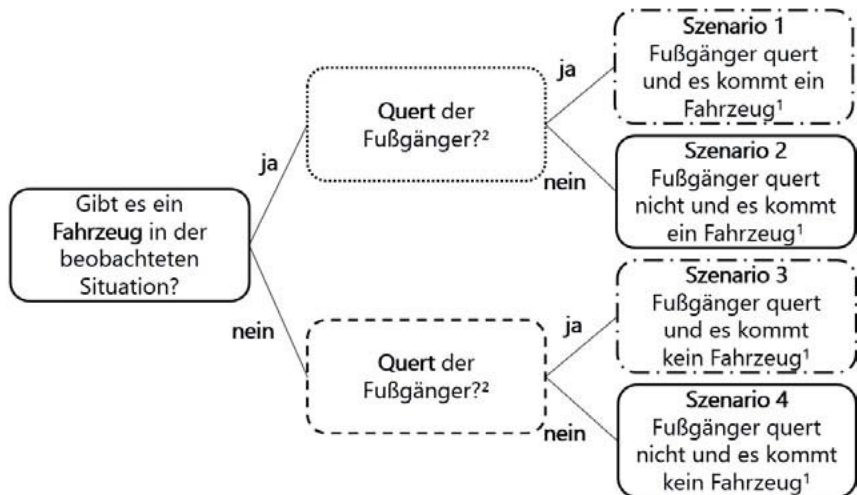 Gibt es ein
Fahrzeug in der
beobachteten
Situation?
ja
nein
Quert der
Fußgänger?²
ja
nein
Szenario 1
Fußgänger quert
und es kommt ein
Fahrzeug¹
Szenario 2
Fußgänger quert
nicht und es kommt
ein Fahrzeug¹
Quert der
Fußgänger?²
ja
nein
Szenario 3
Fußgänger quert
und es kommt
kein Fahrzeug¹
Szenario 4
Fußgänger quert
nicht und es kommt
kein Fahrzeug¹